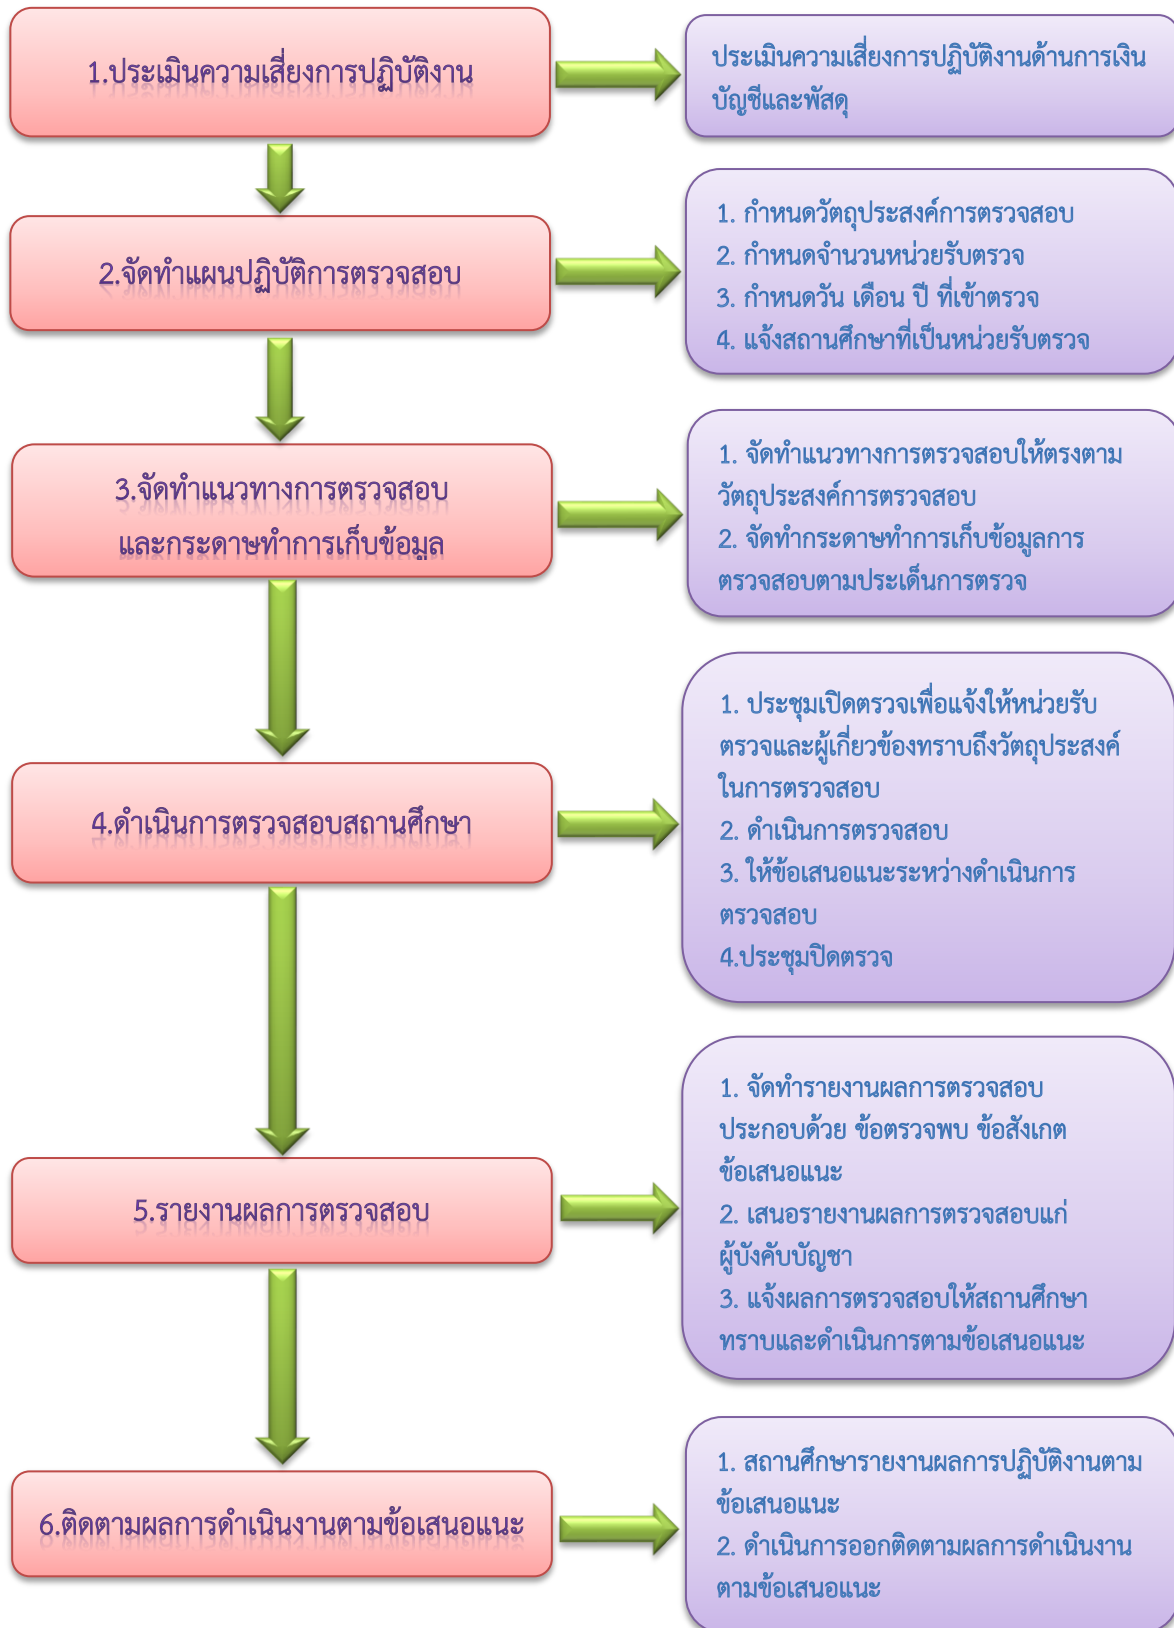 1.ประเมินความเสี่ยงการปฏิบัติงาน
ประเมินความเสี่ยงการปฏิบัติงานด้านการเงิน
บัญชีและพัสดุ
2.จัดทำแผนปฏิบัติการตรวจสอบ
1. กำหนดวัตถุประสงค์การตรวจสอบ
2. กำหนดจำนวนหน่วยรับตรวจ
3. กำหนดวัน เดือน ปี ที่เข้าตรวจ
4. แจ้งสถานศึกษาที่เป็นหน่วยรับตรวจ
3.จัดทำแนวทางการตรวจสอบ
และกระดาษทำการเก็บข้อมูล
1. จัดทำแนวทางการตรวจสอบให้ตรงตาม
วัตถุประสงค์การตรวจสอบ
2. จัดทำกระดาษทำการเก็บข้อมูลการ
ตรวจสอบตามประเด็นการตรวจ
4.ดำเนินการตรวจสอบสถานศึกษา
1. ประชุมเปิดตรวจเพื่อแจ้งให้หน่วยรับ
ตรวจและผู้เกี่ยวข้องทราบถึงวัตถุประสงค์
ในการตรวจสอบ
2. ดำเนินการตรวจสอบ
3. ให้ข้อเสนอแนะระหว่างดำเนินการ
ตรวจสอบ
4.ประชุมปิดตรวจ
5.รายงานผลการตรวจสอบ
1. จัดทำรายงานผลการตรวจสอบ
ประกอบด้วย ข้อตรวจพบ ข้อสังเกต
ข้อเสนอแนะ
2. เสนอรายงานผลการตรวจสอบแก่
ผู้บังคับบัญชา
3. แจ้งผลการตรวจสอบให้สถานศึกษา
ทราบและดำเนินการตามข้อเสนอแนะ
6.ติดตามผลการดำเนินงานตามข้อเสนอแนะ
1. สถานศึกษารายงานผลการปฏิบัติงานตาม
ข้อเสนอแนะ
2. ดำเนินการออกติดตามผลการดำเนินงาน
ตามข้อเสนอแนะ